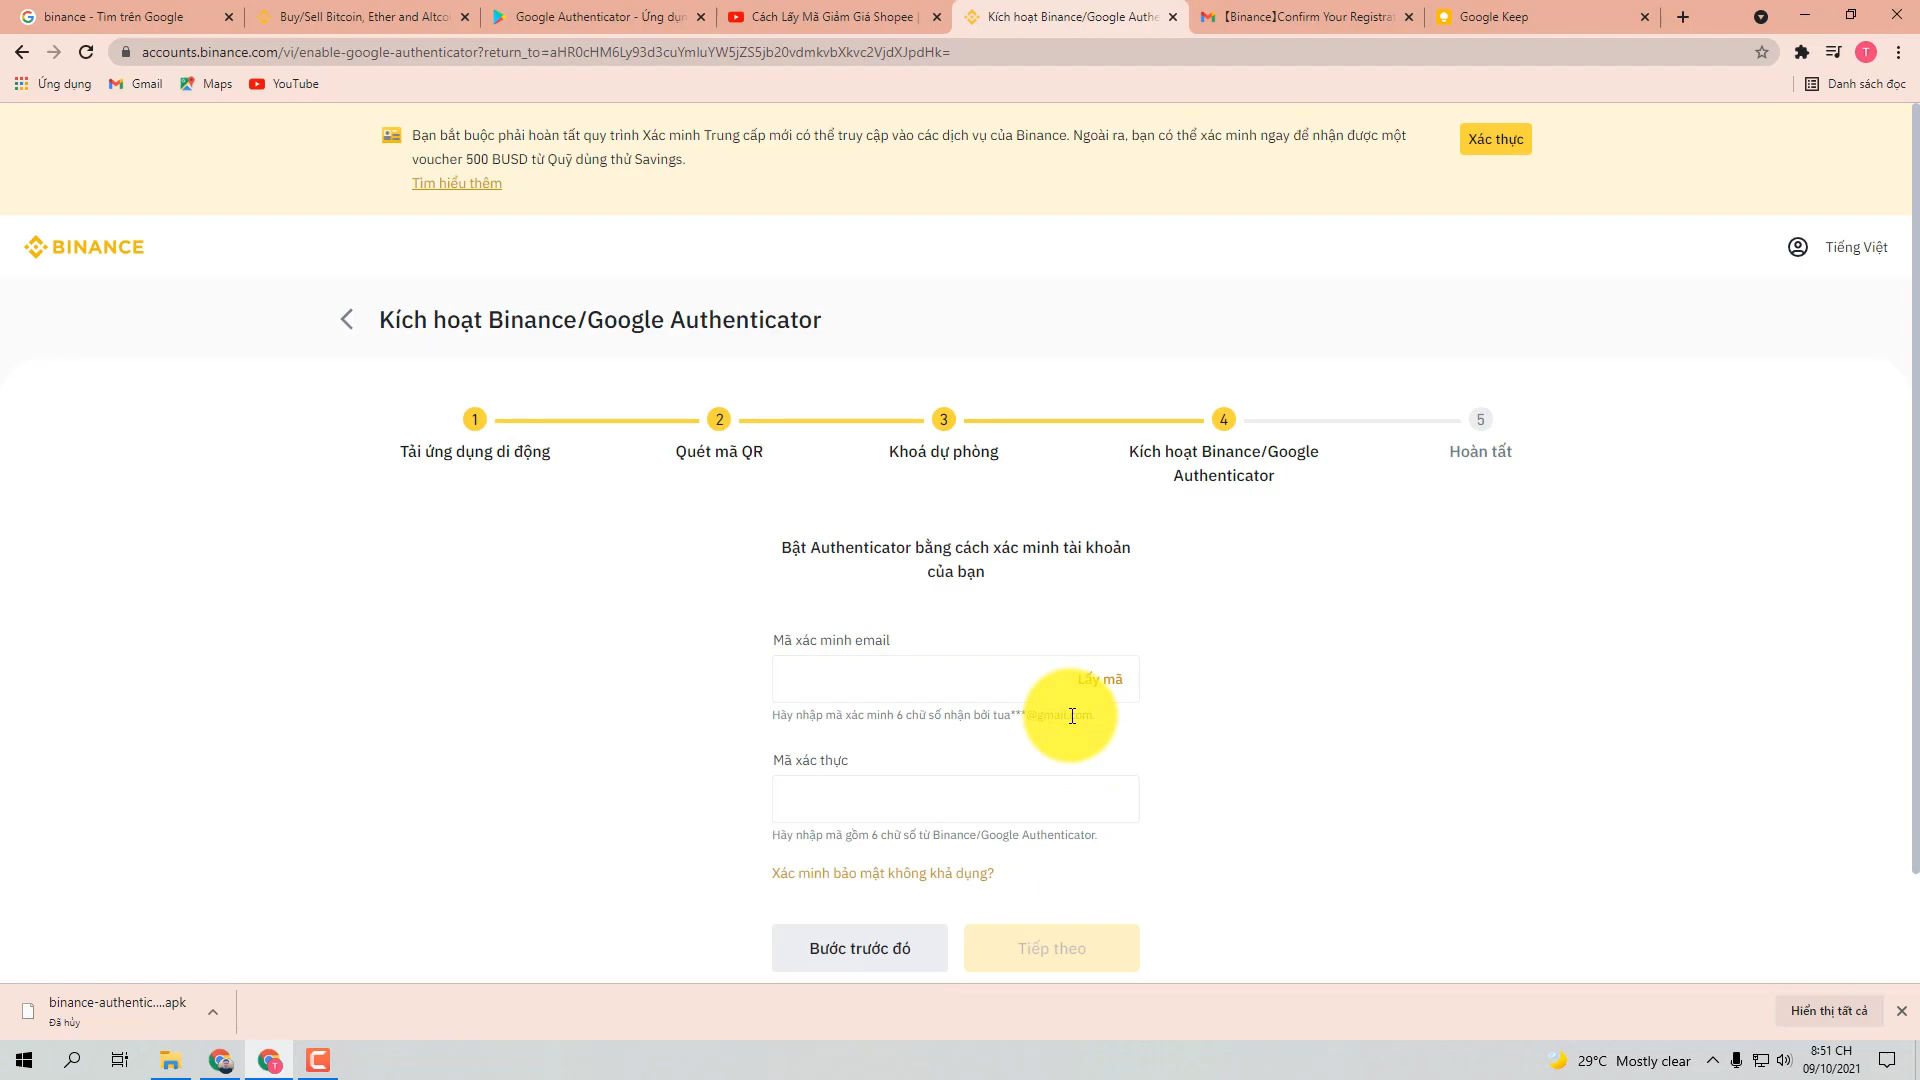 binance - Tìm trên Google
Buy/Sell Bitcoin, Ether and Altco
Google Authenticator - Ứng dụn
Cách Lấy Mã Giảm Giá Shopee |
Kích hoạt Binance/Google Authe
【Binance】Confirm Your Registrat
Google Keep
accounts.binance.com/vi/enable-google-authenticator?return_to=aHR0cHM6Ly93d3cuYmluYW5jZS5jb20vdmkvbXkvc2VjdXJpdHk=
T
Ứng dụng
Gmail
Maps
YouTube
Danh sách đọc
Bạn bắt buộc phải hoàn tất quy trình Xác minh Trung cấp mới có thể truy cập vào các dịch vụ của Binance. Ngoài ra, bạn có thể xác minh ngay để nhận được một
voucher 500 BUSD từ Quỹ dùng thử Savings.
Tìm hiểu thêm
Xác thực
BINANCE
Tiếng Việt
Kích hoạt Binance/Google Authenticator
1
2
3
4
5
Tải ứng dụng di động
Quét mã QR
Khoá dự phòng
Kích hoạt Binance/Google
Authenticator
Hoàn tất
Bật Authenticator bằng cách xác minh tài khoản
của bạn
Mã xác minh email
Lấy mã
Hãy nhập mã xác minh 6 chữ số nhận bởi tua***@gmail.com.
Mã xác thực
Hãy nhập mã gồm 6 chữ số từ Binance/Google Authenticator.
Xác minh bảo mật không khả dụng?
Bước trước đó
Tiếp theo
binance-authentic....apk
Đã hủy
Hiển thị tất cả
29°C Mostly clear
8:51 CH
09/10/2021